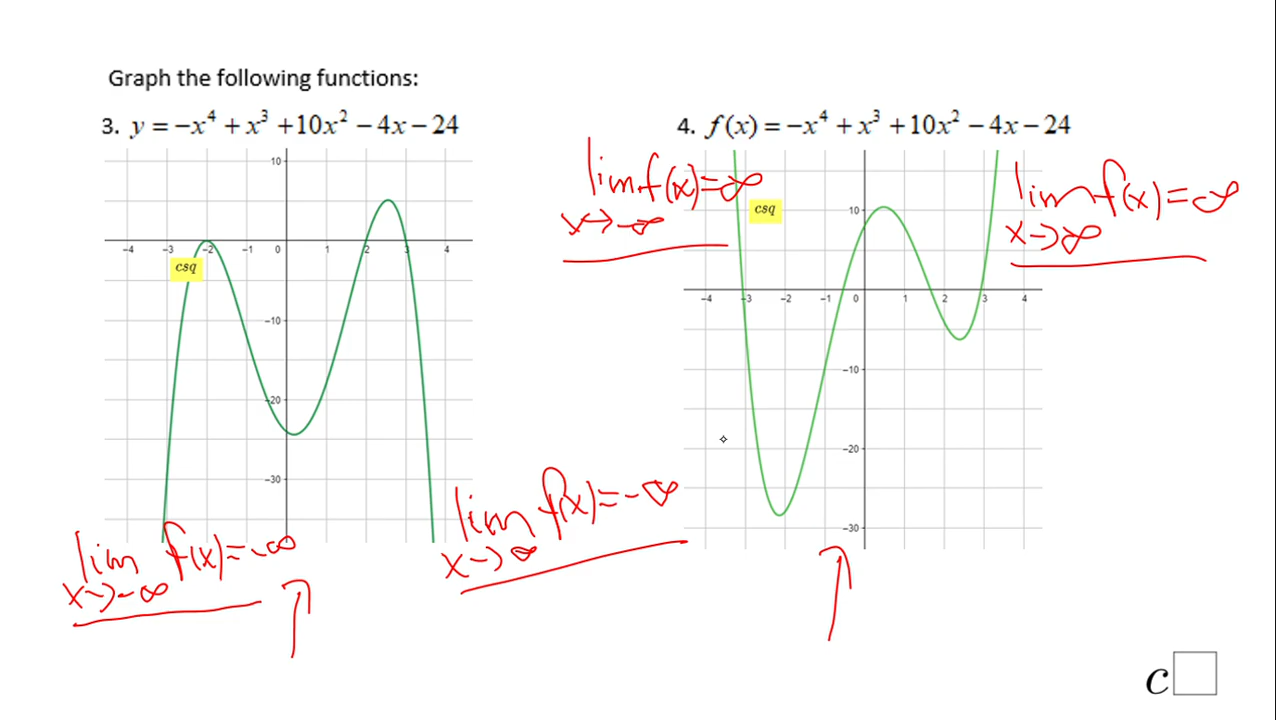 Graph the following functions:
3. y = −x⁴ + x³ +10x² − 4x − 24
4. f(x) = −x⁴ + x³ +10x² − 4x − 24
10
-4 -3 -2 -1 0 1 2 3 4
csq
-10
-20
-30
lim f(x)=-∞
x→-∞
lim f(x)=-∞
x→∞
lim f(x)=∞
x→-∞
csq
10
-4 -3 -2 -1 0 1 2 3 4
-10
-20
-30
lim f(x)=∞
x→∞
c